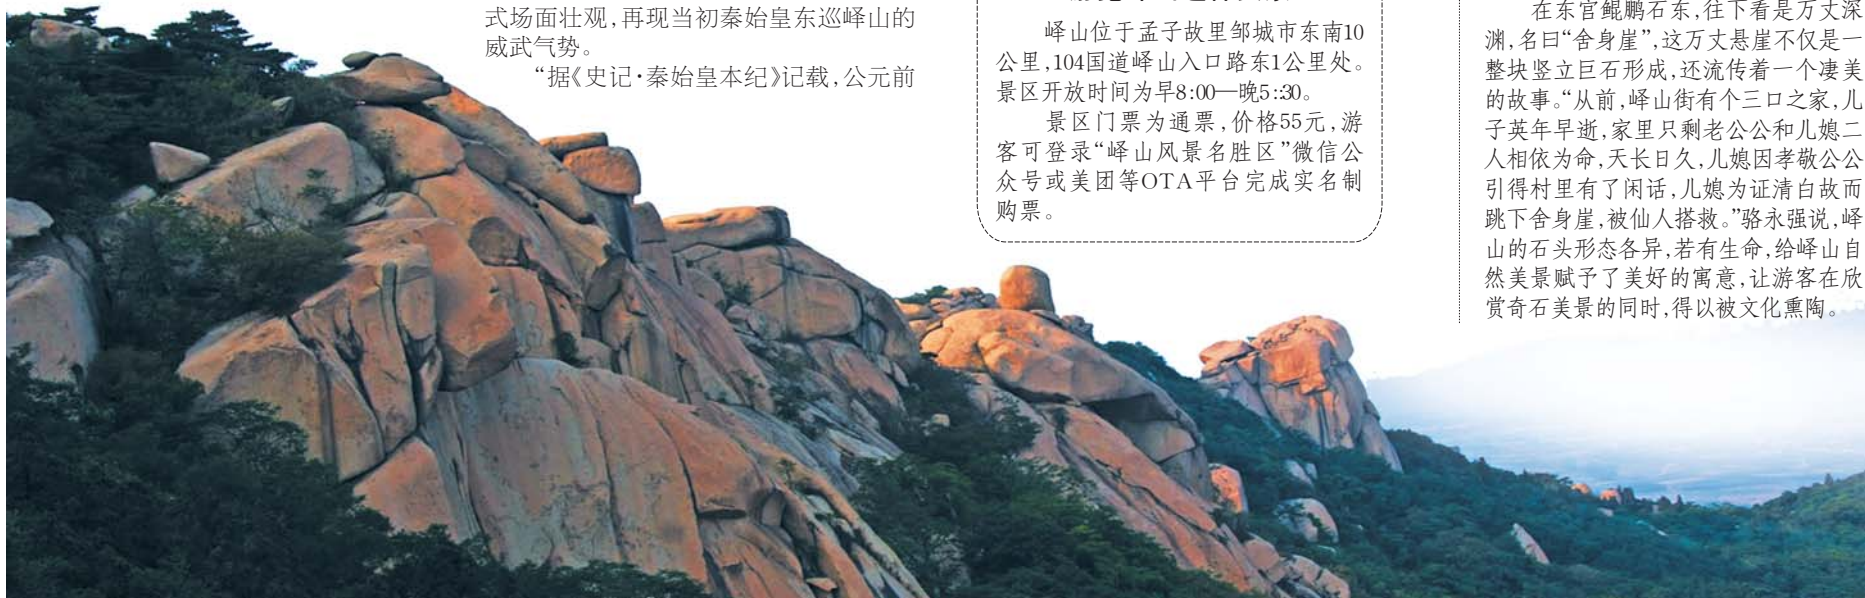 式场面壮观,再现当初秦始皇东巡峄山的
威武气势。
“据《史记·秦始皇本纪》记载,公元前
峄山位于孟子故里邹城市东南10
公里,104国道峄山入口路东1公里处。
景区开放时间为早8:00—晚5::30。
景区门票为通票,价格55元,游
客可登录“峄山风景名胜区”微信公
众号或美团等OTA平台完成实名制
购票。
在东宫鲲鹏石东,往下看是万丈深
渊,名曰“舍身崖”,这万丈悬崖不仅是一
整块竖立巨石形成,还流传着一个凄美
的故事。“从前,峄山街有个三口之家,儿
子英年早逝,家里只剩老公公和儿媳二
人相依为命,天长日久,儿媳因孝敬公公
引得村里有了闲话,儿媳为证清白故而
跳下舍身崖,被仙人搭救。”骆永强说,峄
山的石头形态各异,若有生命,给峄山自
然美景赋予了美好的寓意,让游客在欣
赏奇石美景的同时,得以被文化熏陶。